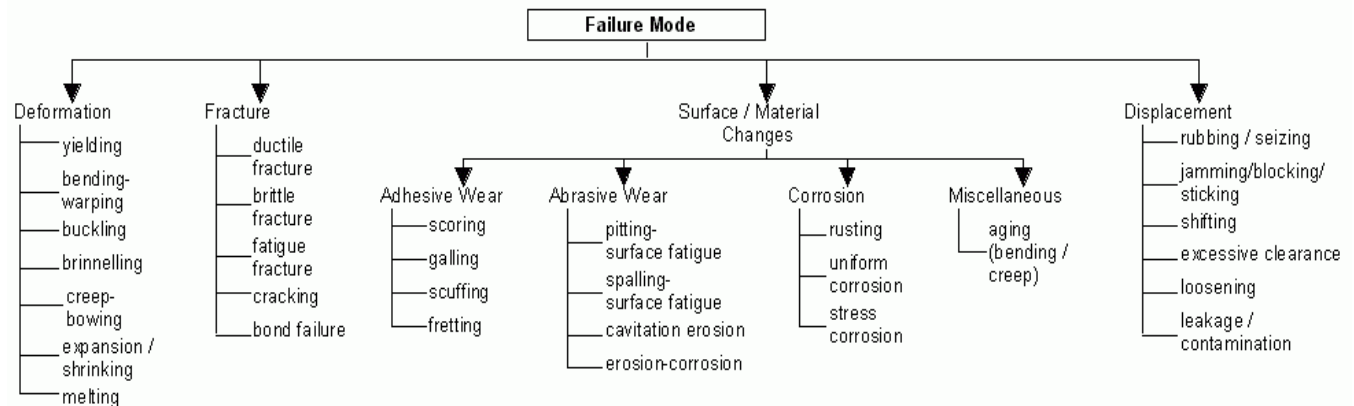 Failure Mode
Deformation
yielding
bending-
warping
buckling
brinnelling
creep-
bowing
expansion /
shrinking
melting
Fracture
ductile
fracture
brittle
fracture
fatigue
fracture
cracking
bond failure
Surface / Material
Changes
Adhesive Wear
scoring
galling
scuffing
fretting
Abrasive Wear
pitting-
surface fatigue
spalling-
surface fatigue
cavitation erosion
erosion-corrosion
Corrosion
rusting
uniform
corrosion
stress
corrosion
Miscellaneous
aging
(bending /
creep)
Displacement
rubbing / seizing
jamming/blocking/
sticking
shifting
excessive clearance
loosening
leakage /
contamination